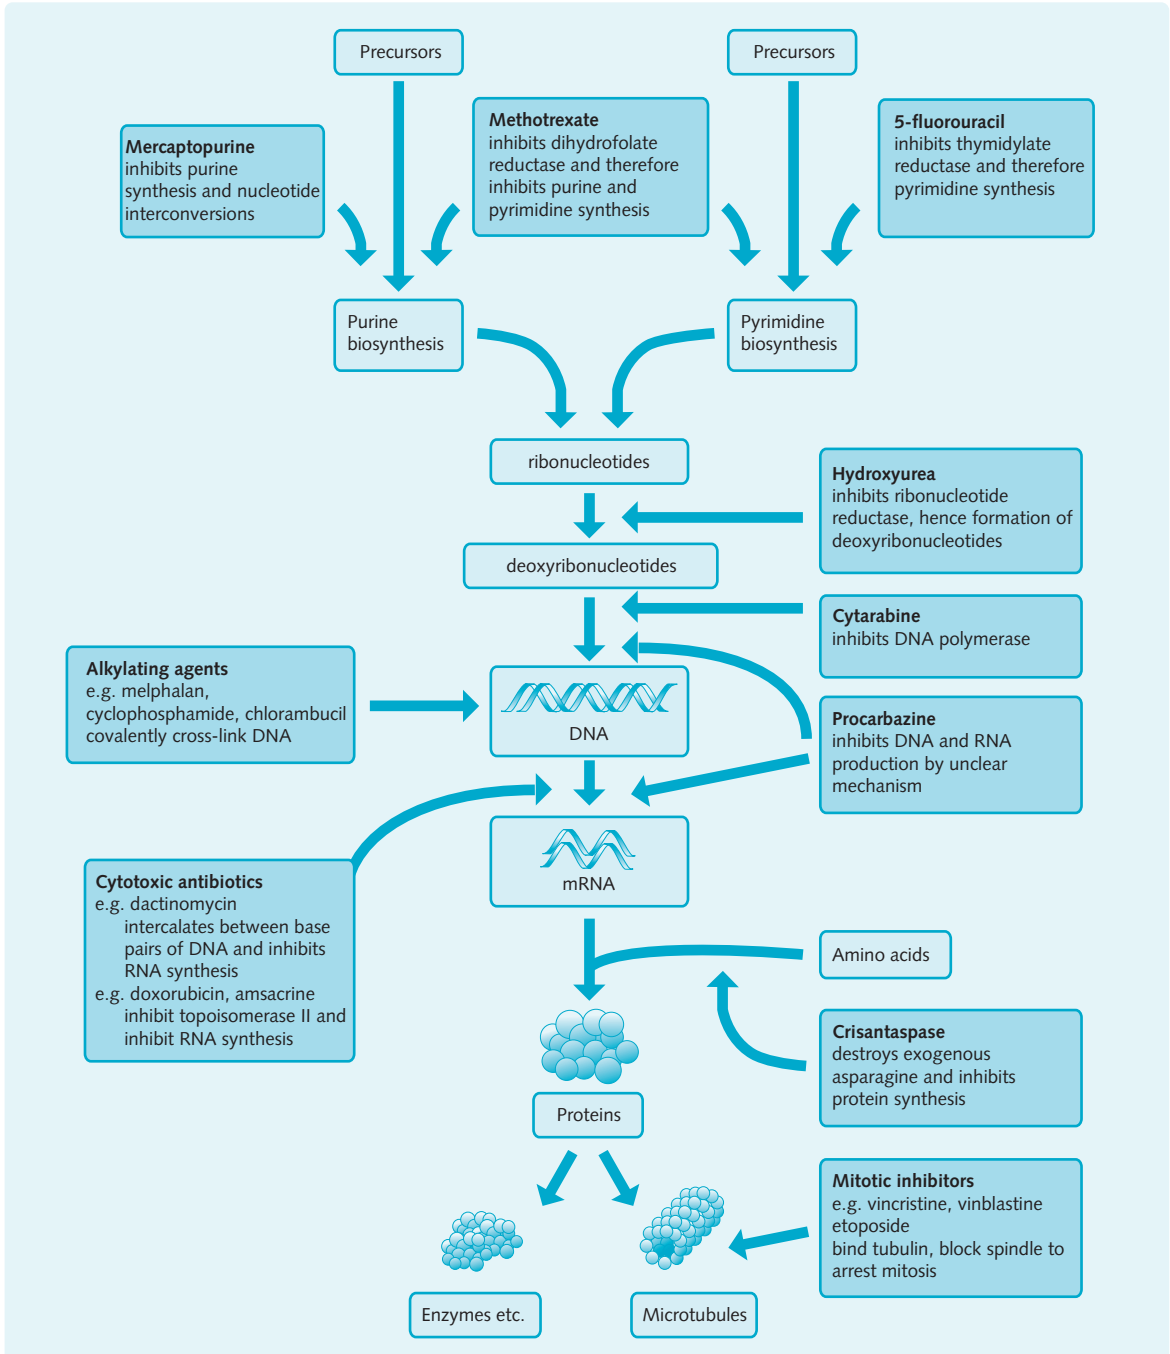 Precursors
Precursors
Mercaptopurine
inhibits purine
synthesis and nucleotide
interconversions
Methotrexate
inhibits dihydrofolate
reductase and therefore
inhibits purine and
pyrimidine synthesis
5-fluorouracil
inhibits thymidylate
reductase and therefore
pyrimidine synthesis
Purine
biosynthesis
Pyrimidine
biosynthesis
ribonucleotides
Hydroxyurea
inhibits ribonucleotide
reductase, hence formation of
deoxyribonucleotides
deoxyribonucleotides
Cytarabine
inhibits DNA polymerase
Alkylating agents
e.g. melphalan,
cyclophosphamide, chlorambucil
covalently cross-link DNA
DNA
Procarbazine
inhibits DNA and RNA
production by unclear
mechanism
mRNA
Cytotoxic antibiotics
e.g. dactinomycin
intercalates between base
pairs of DNA and inhibits
RNA synthesis
e.g. doxorubicin, amsacrine
inhibit topoisomerase II and
inhibit RNA synthesis
Amino acids
Crisantaspase
destroys exogenous
asparagine and inhibits
protein synthesis
Proteins
Mitotic inhibitors
e.g. vincristine, vinblastine
etoposide
bind tubulin, block spindle to
arrest mitosis
Enzymes etc.
Microtubules